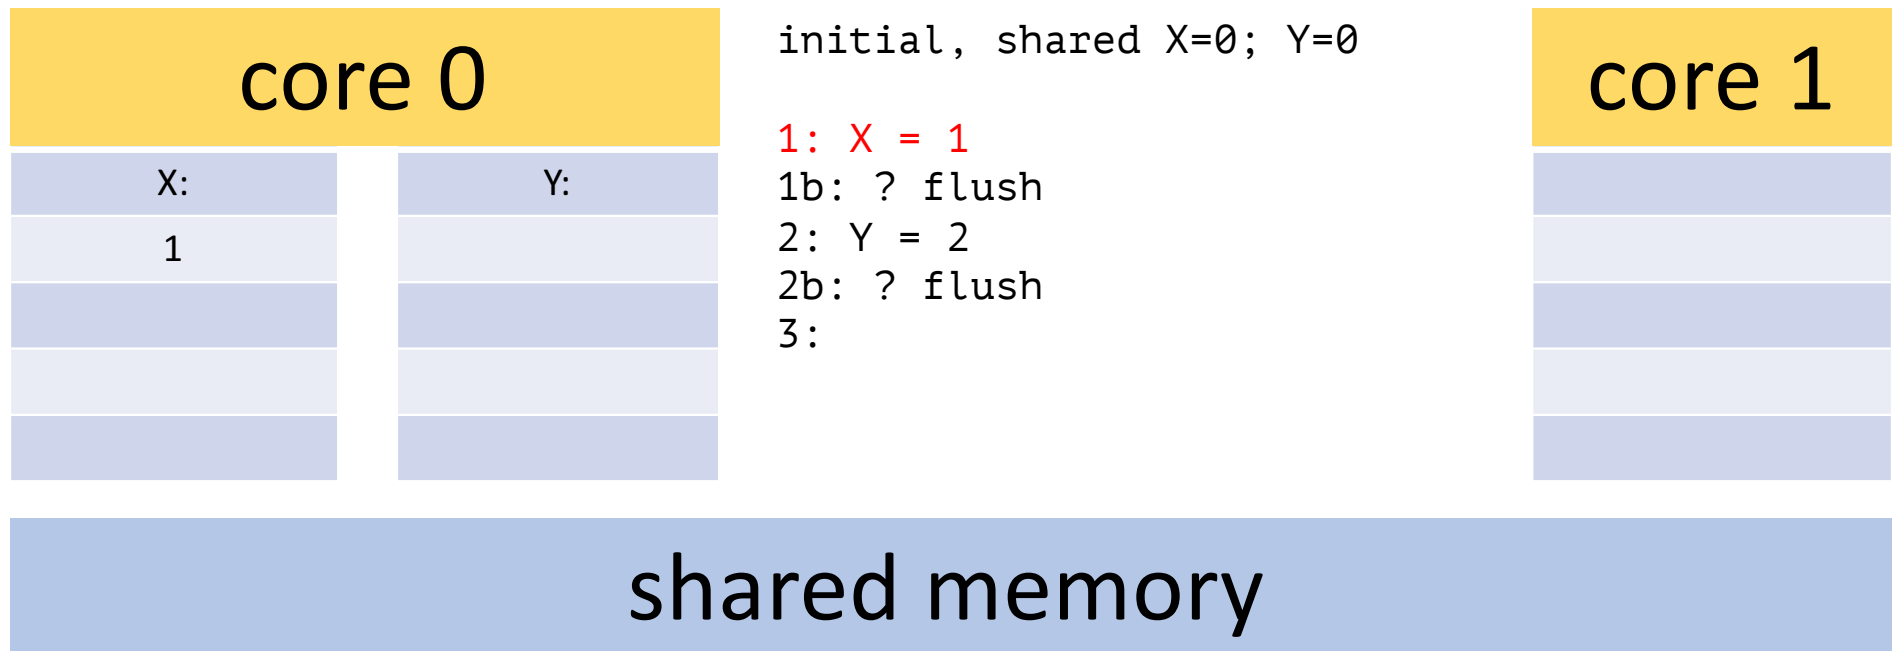 core 0
X:
Y:
1
initial, shared X=0; Y=0
1: X = 1
1b: ? flush
2: Y = 2
2b: ? flush
3:
core 1
shared memory